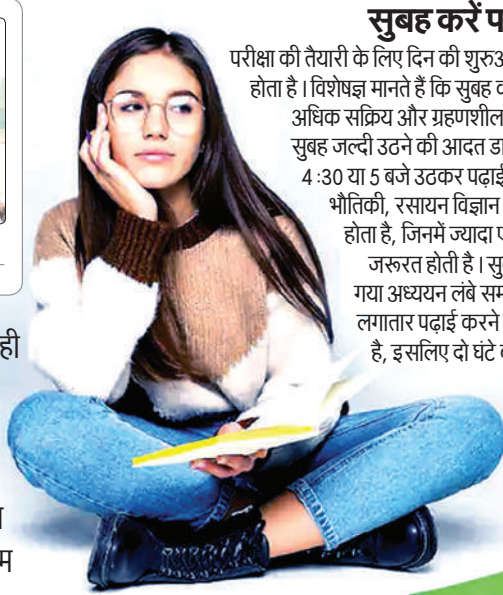 सुबह करें
परीक्षा की तैयारी के लिए दिन की
होता है । विशेषज्ञ मानते हैं कि सुबह
अधिक सक्रिय और ग्रहणशील
सुबह जल्दी उठने की आदत
4 :30 या 5 बजे उठकर पढ़ाई
भौतिकी, रसायन विज्ञान
होता है, जिनमें ज्यादा
जरूरत होती है ।
गया अध्ययन लंबे
लगातार पढ़ाई करने
है, इसलिए दो घंटे
ही